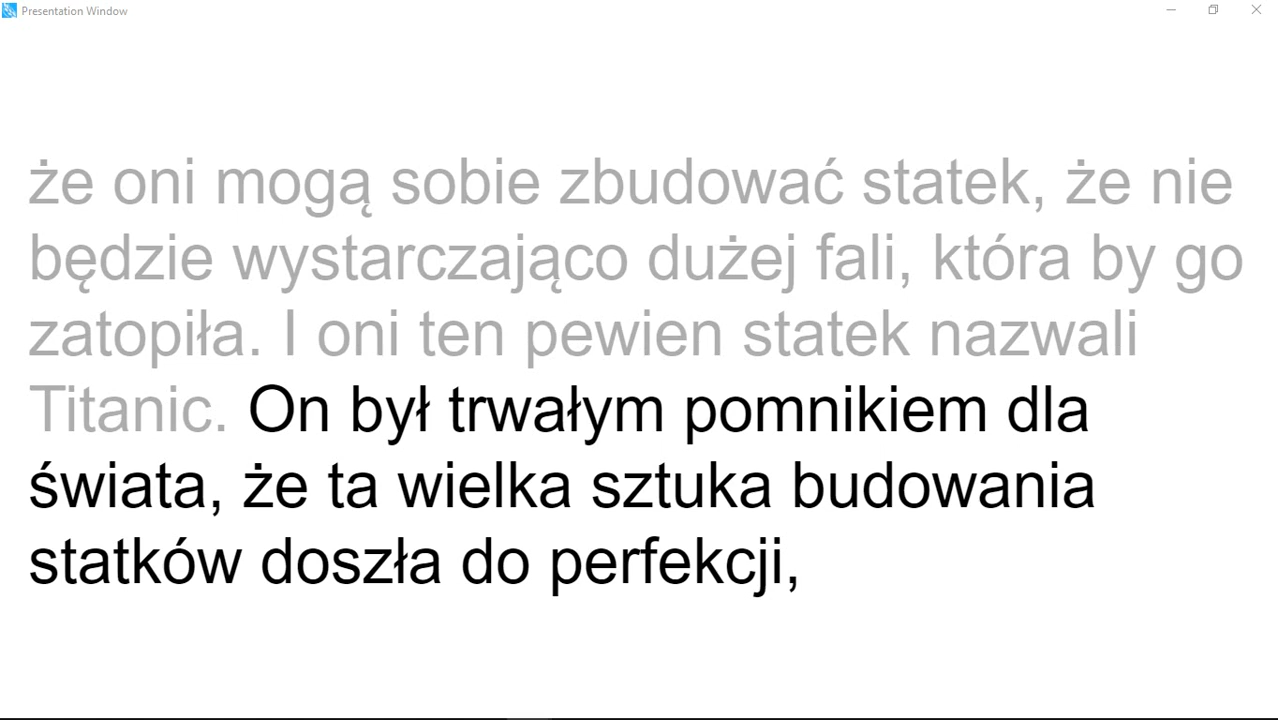 Presentation Window
że oni mogą sobie zbudować statek, że nie
będzie wystarczająco dużej fali, która by go
zatopiła. I oni ten pewien statek nazwali
Titanic. On był trwałym pomnikiem dla
świata, że ta wielka sztuka budowania
statków doszła do perfekcji,